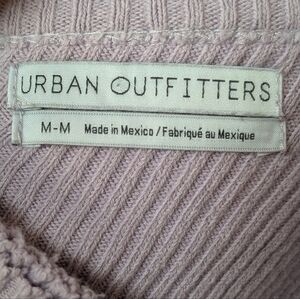 URBAN OUTFITTERS
M-M Made in Mexico / Fabriqué au Mexique